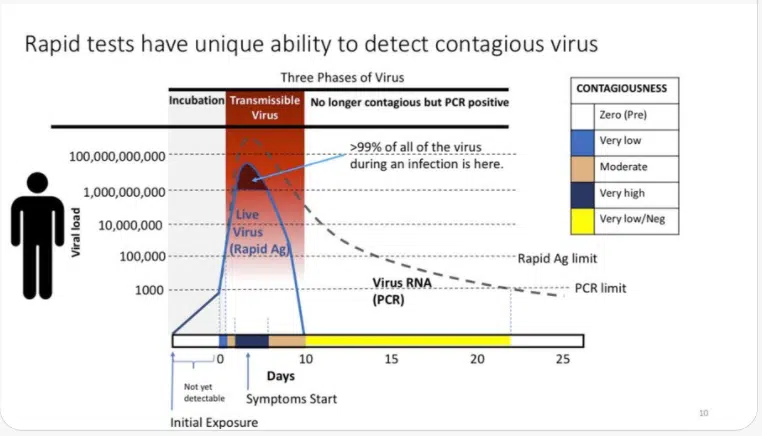 Rapid tests have unique ability to detect contagious virus
Three Phases of Virus
Incubation
Transmissible
Virus
No longer contagious but PCR positive
CONTAGIOUSNESS
Zero (Pre)
Very low
Moderate
Very high
Very low/Neg
>99% of all of the virus
during an infection is here.
Viral load
100,000,000,000
1,000,000,000
10,000,000
100,000
1000
Live
Virus
(Rapid Ag)
Virus RNA
(PCR)
Rapid Ag limit
PCR limit
0
10
15
20
25
Days
Not yet
detectable
Symptoms Start
Initial Exposure
10